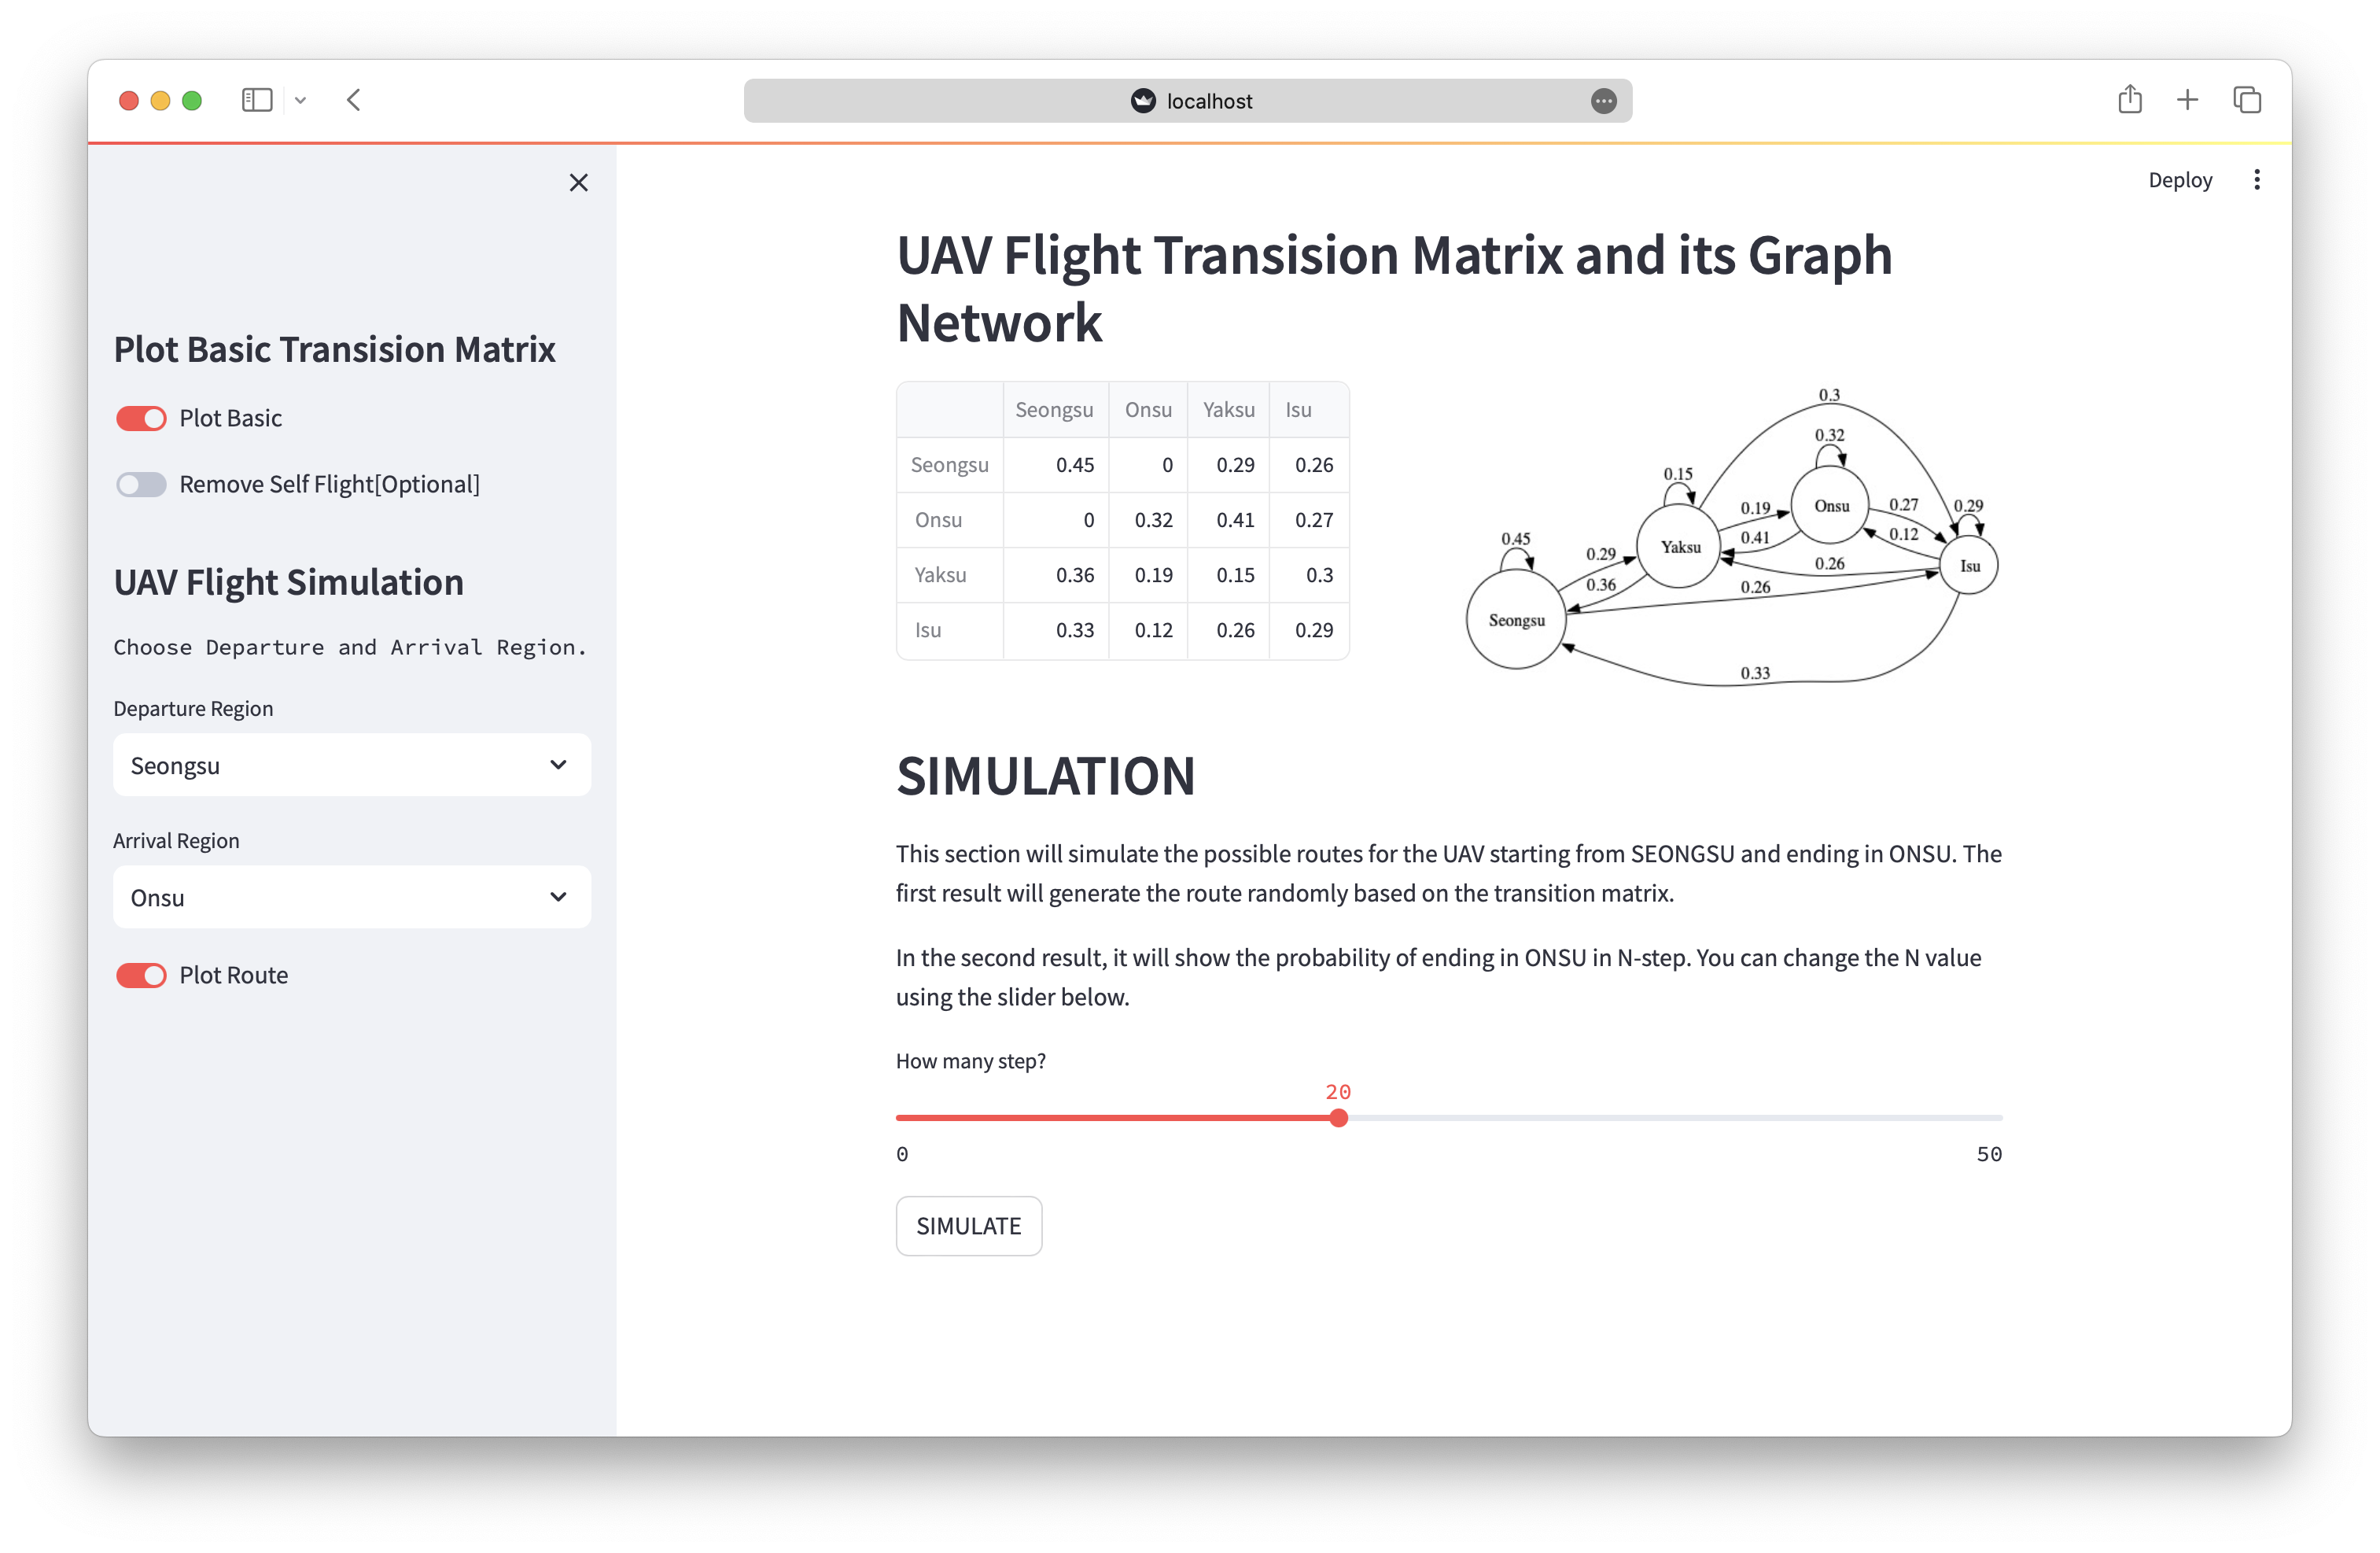 localhost
Deploy
Plot Basic Transision Matrix
Plot Basic
Remove Self Flight[Optional]
UAV Flight Simulation
Choose Departure and Arrival Region.
Departure Region
Seongsu
Arrival Region
Onsu
Plot Route
UAV Flight Transision Matrix and its Graph
Network
Seongsu Onsu Yaksu Isu
Seongsu 0.45 0 0.29 0.26
Onsu 0 0.32 0.41 0.27
Yaksu 0.36 0.19 0.15 0.3
Isu 0.33 0.12 0.26 0.29
0.3
0.32
0.15
0.19 Onsu 0.27 0.29
0.45 Yaksu 0.41 0.12
0.29 0.26 Isu
0.36 0.26
Seongsu
0.33
SIMULATION
This section will simulate the possible routes for the UAV starting from SEONGSU and ending in ONSU. The
first result will generate the route randomly based on the transition matrix.
In the second result, it will show the probability of ending in ONSU in N-step. You can change the N value
using the slider below.
How many step?
20
0 50
SIMULATE